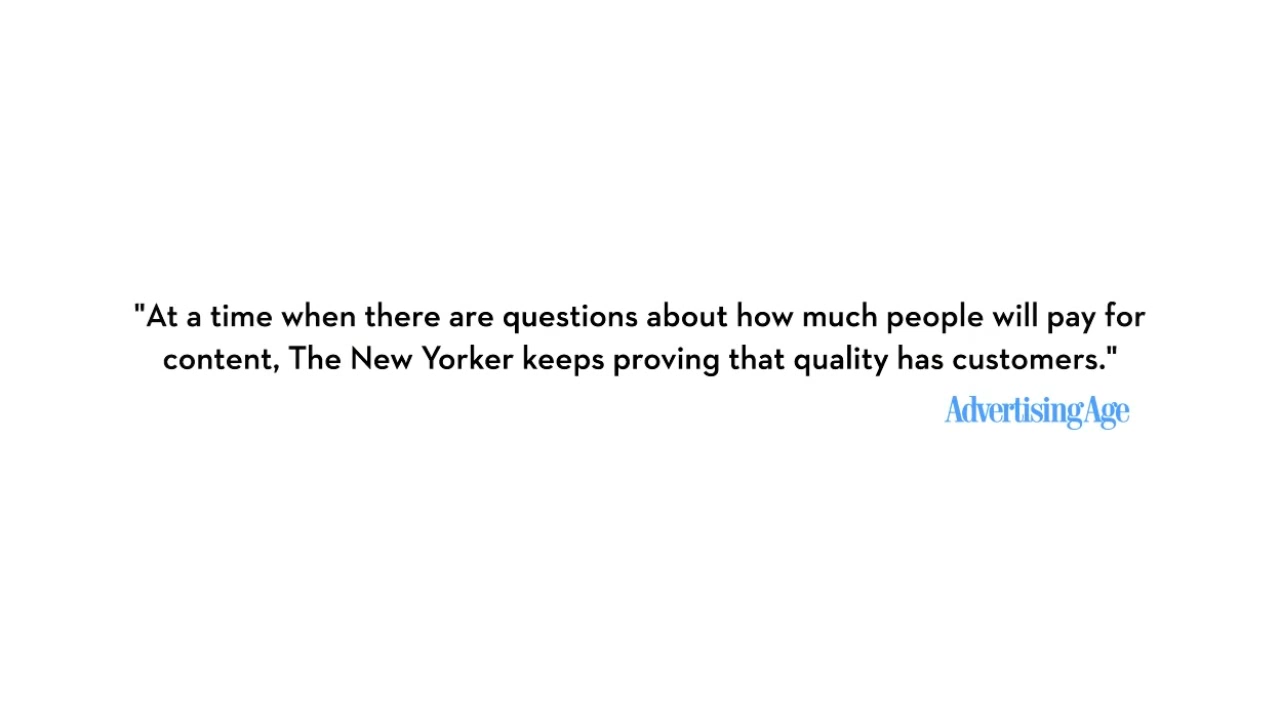 "At a time when there are questions about how much people will pay for
content, The New Yorker keeps proving that quality has customers."
AdvertisingAge